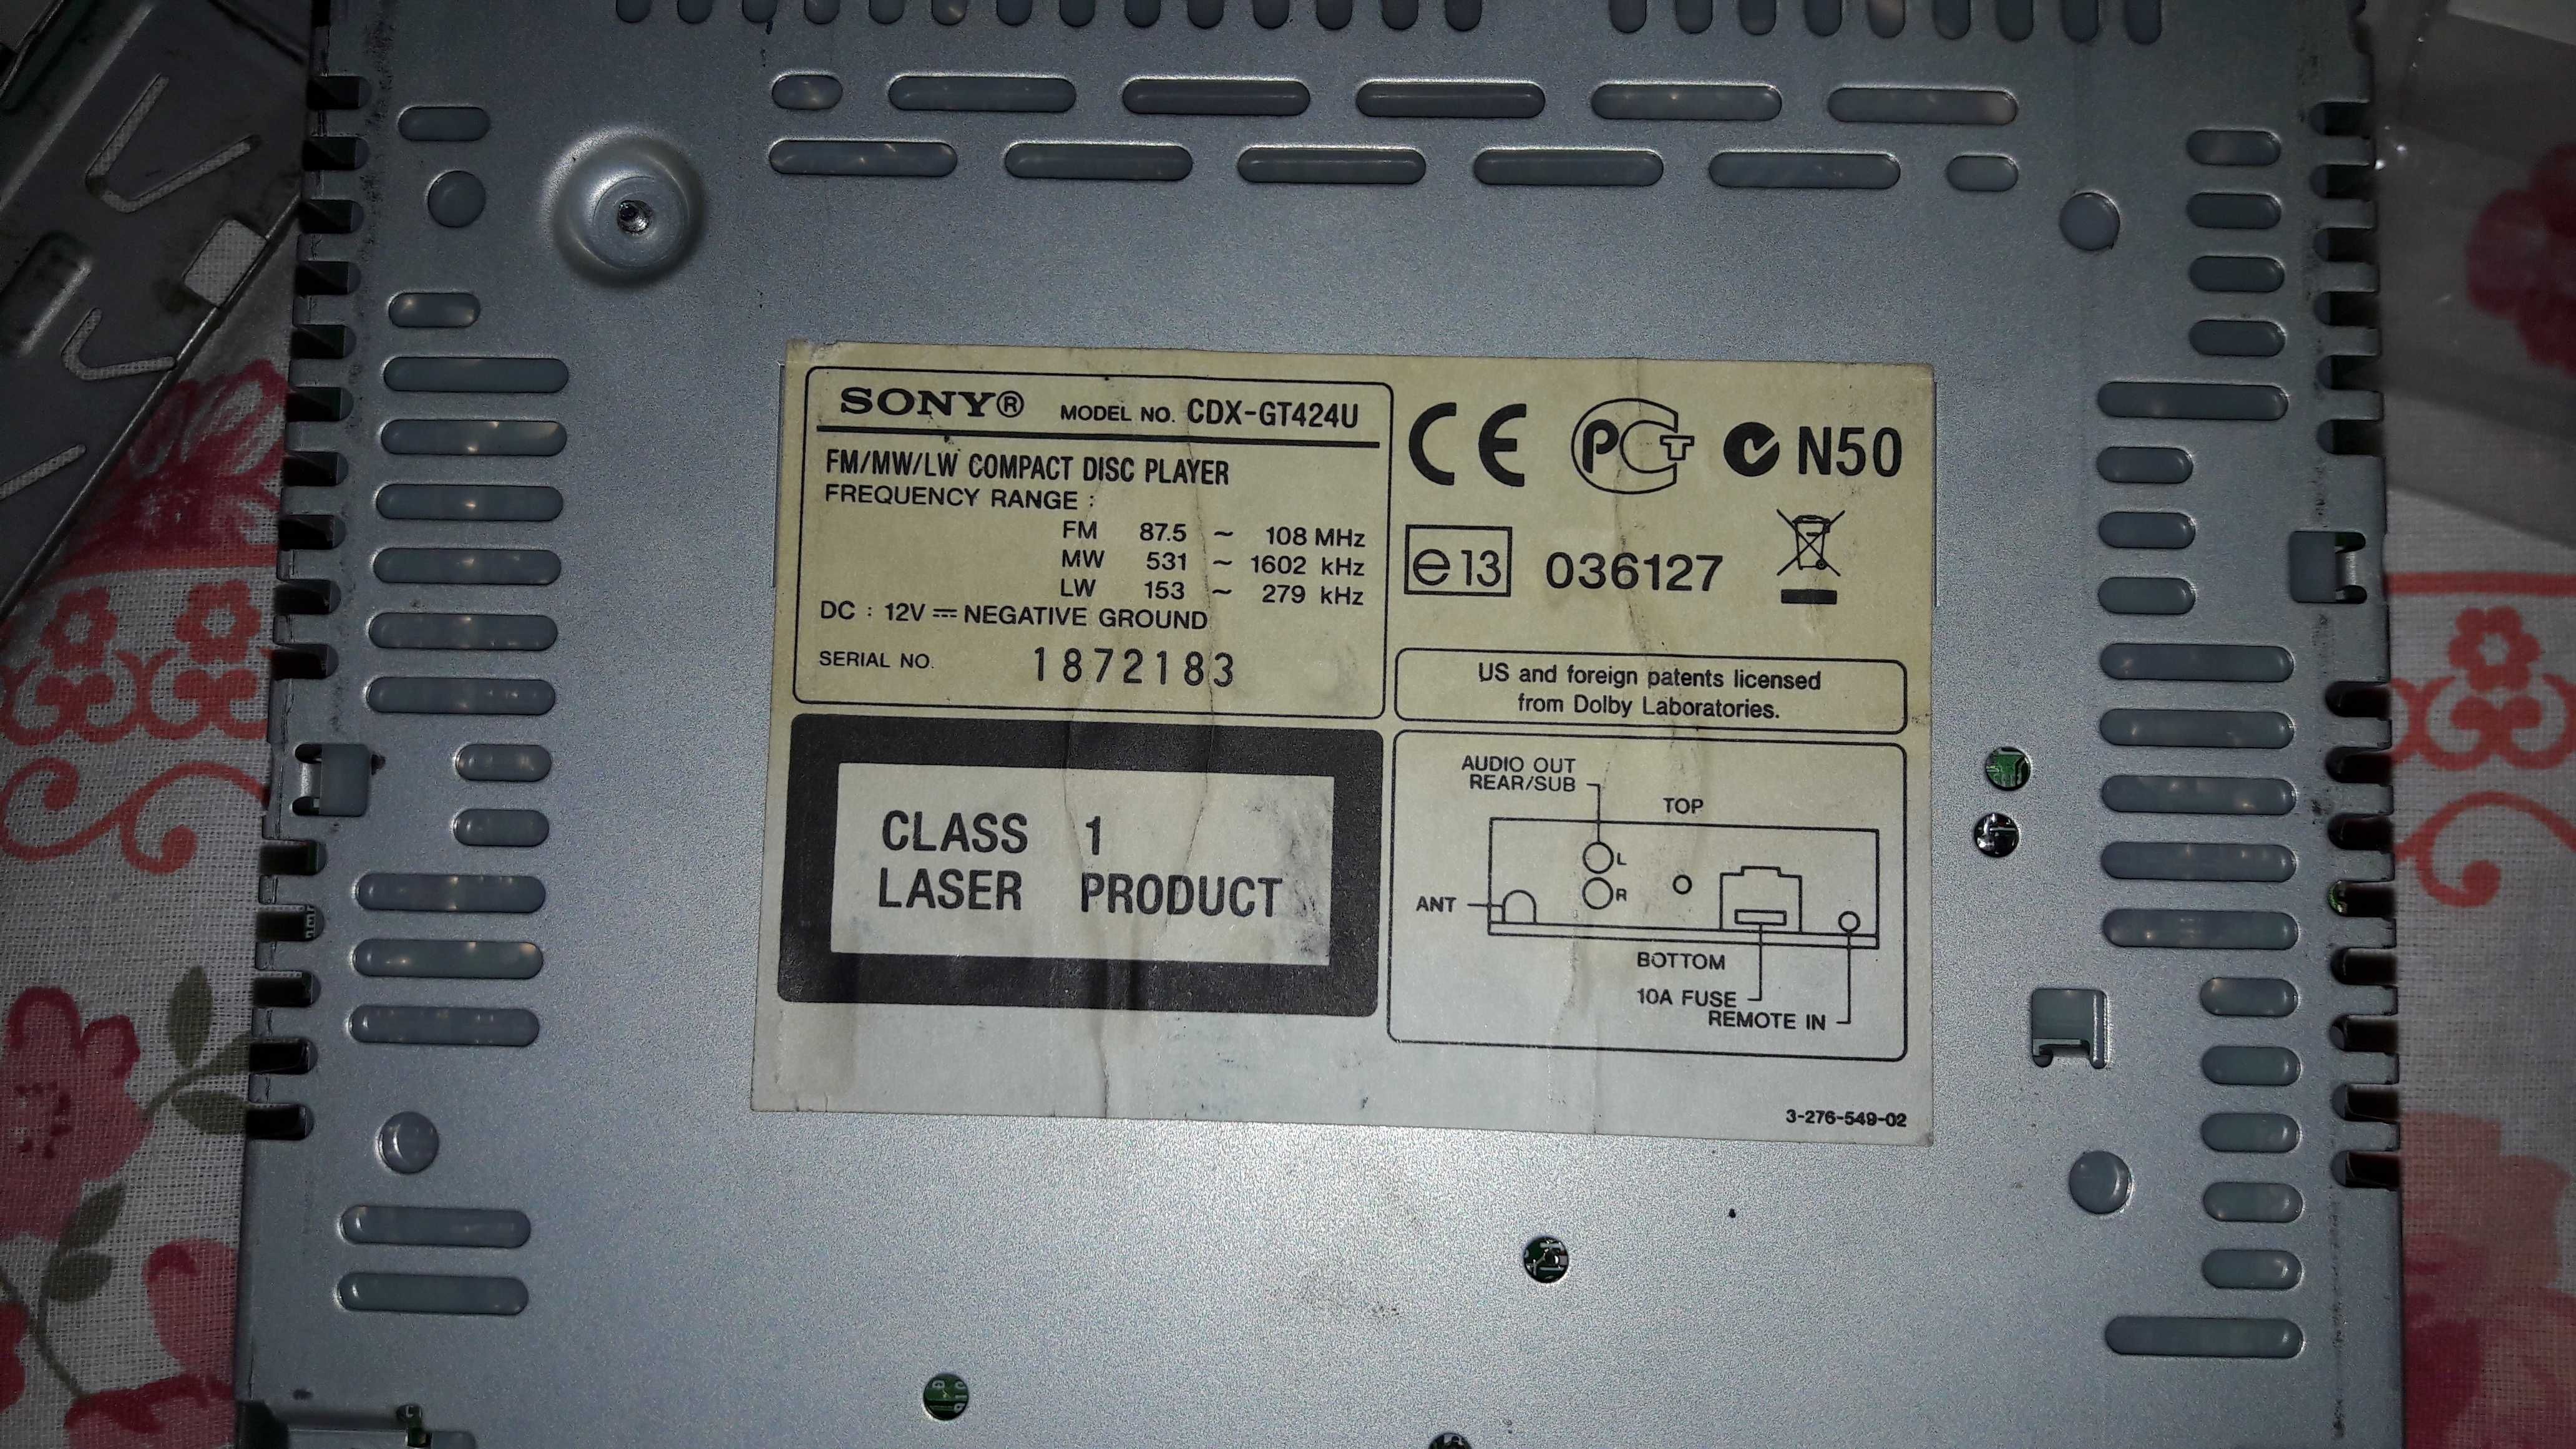 SONY® MODEL NO. CDX-GT424U
FM/MW/LW COMPACT DISC PLAYER
FREQUENCY RANGE :
FM 87.5 ~ 108 MHz
MW 531 ~ 1602 kHz
LW 153 ~ 279 kHz
DC : 12V ⎓ NEGATIVE GROUND
SERIAL NO. 1872183
CE PCT N50
e13 036127
US and foreign patents licensed
from Dolby Laboratories.
CLASS 1
LASER PRODUCT
AUDIO OUT
REAR/SUB
TOP
L
R
ANT
BOTTOM
10A FUSE
REMOTE IN
3-276-549-02